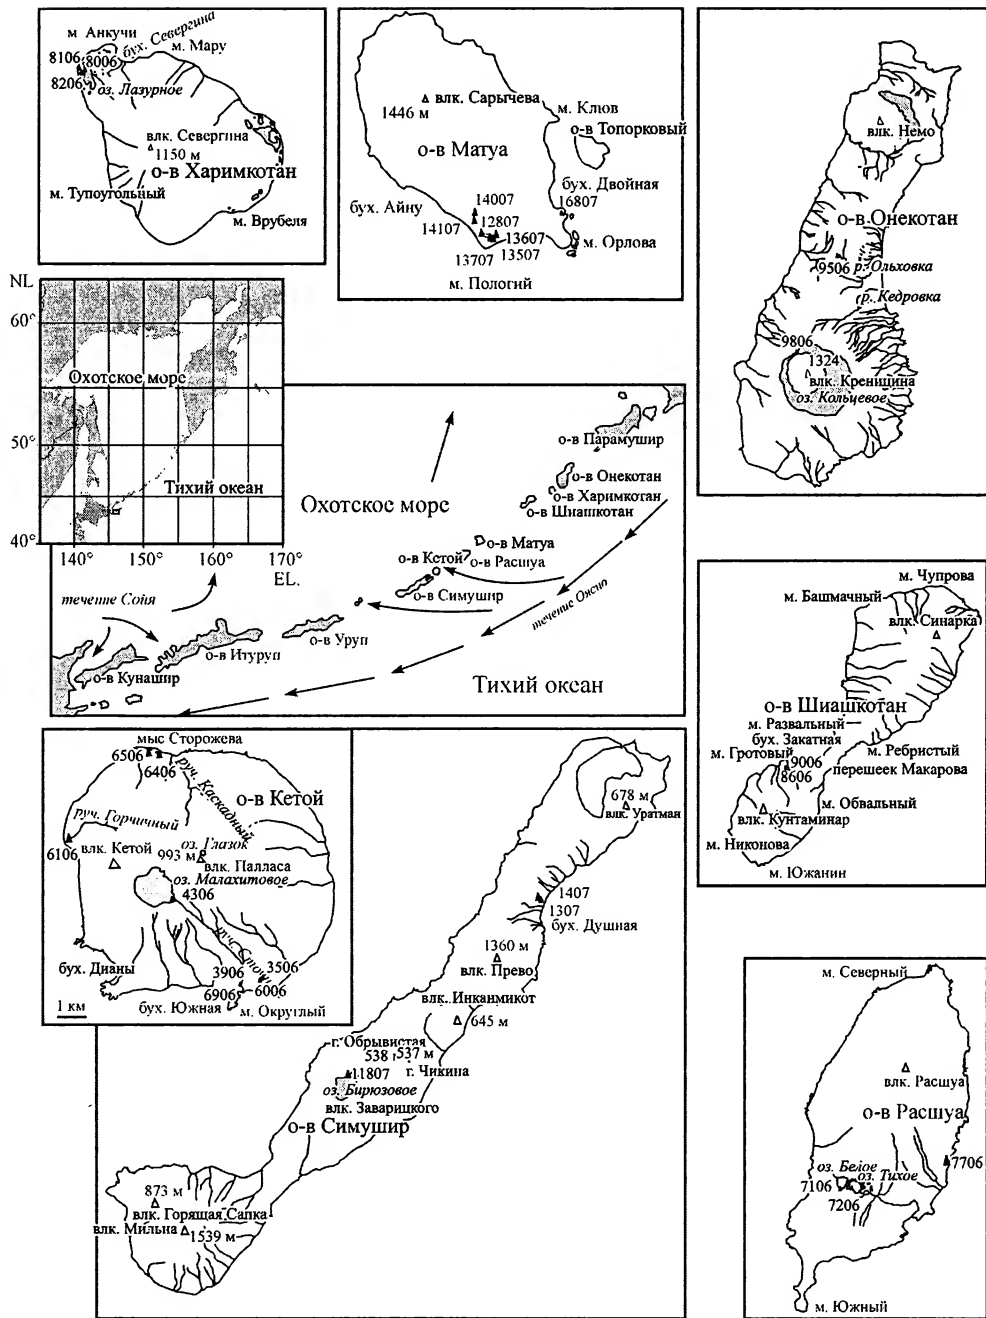 м. Анкучи
бух. Севергина
м. Мару
8106
8006
8206
оз. Лазурное
влк. Севергина
1150 м
о-в Харимкотан
м. Тупоугольный
м. Врубеля
влк. Сарычева
1446 м
м. Клюв
о-в Топорковый
о-в Матуа
бух. Двойная
16807
бух. Айну
14007
12807
14107
13607
13507
13707
м. Орлова
м. Пологий
влк. Немо
о-в Онекотан
9506
р. Ольховка
р. Кедровка
9806
1324
влк. Креницина
оз. Кольцевое
NL
60°
Охотское море
50°
Тихий океан
40°
140°
150°
160°
170°
EL.
о-в Парамушир
Охотское море
о-в Онекотан
о-в Харимкотан
о-в Шиашкотан
о-в Матуа
о-в Расшуа
о-в Кетой
о-в Симушир
течение Оясио
течение Сойя
о-в Уруп
о-в Итуруп
о-в Кунашир
Тихий океан
м. Чупрова
м. Башмачный
влк. Синарка
о-в Шиашкотан
м. Развальный
бух. Закатная
м. Гротовый
9006
8606
м. Ребристый
перешеек Макарова
м. Обвальный
влк. Кунтаминар
м. Никонова
м. Южанин
мыс Сторожева
6506
6406
руч. Каскадный
о-в Кетой
руч. Горчичный
6106
влк. Кетой
оз. Глазок
993 м
влк. Палласа
оз. Малахитовое
4306
3906
3506
бух. Дианы
6906
6006
бух. Южная
м. Округлый
1 км
678 м
влк. Уратман
1407
1307
бух. Душная
1360 м
влк. Прево
влк. Инканмикот
645 м
г. Обрывистая
538
537 м
г. Чикина
11807
оз. Бирюзовое
влк. Заварицкого
о-в Симушир
873 м
влк. Горящая Сапка
влк. Мильна
1539 м
м. Северный
влк. Расшуа
о-в Расшуа
7706
оз. Белое
оз. Тихое
7106
7206
м. Южный